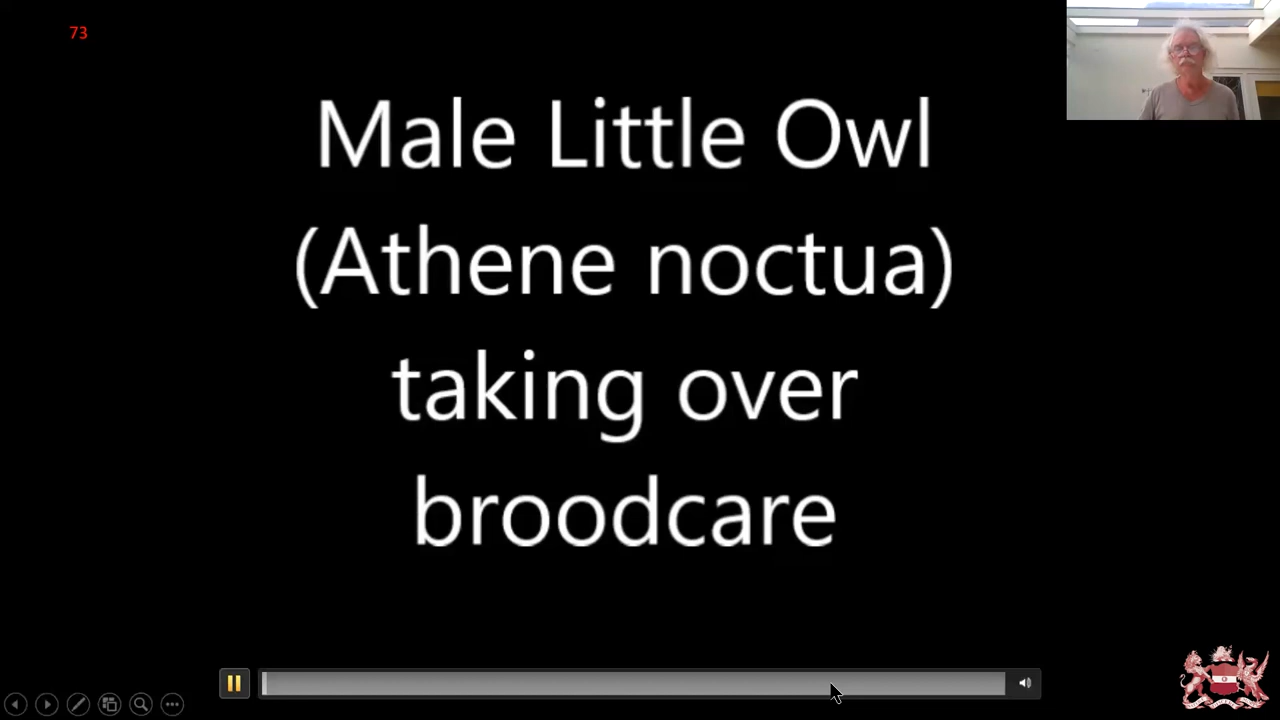 73
Male Little Owl
(Athene noctua)
taking over
broodcare